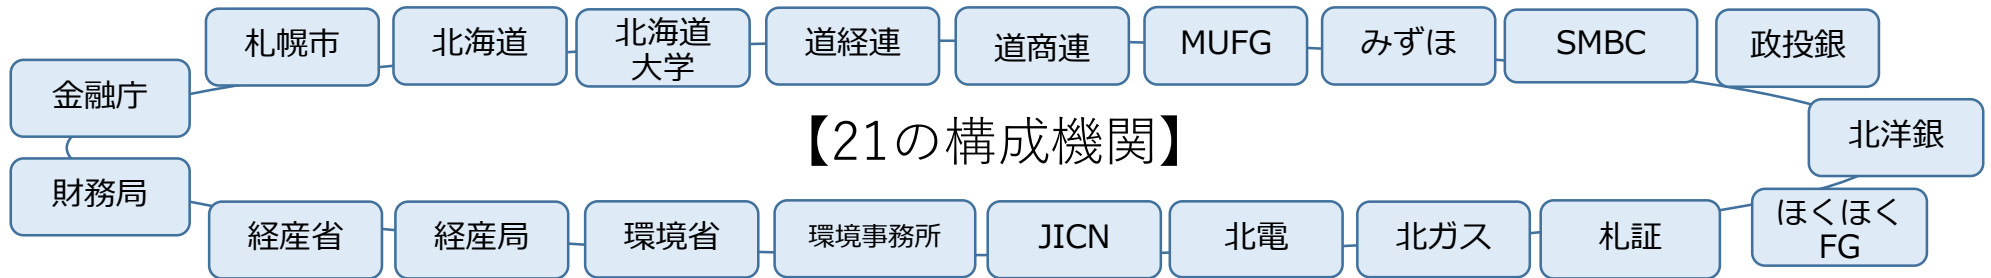 札幌市
北海道
北海道
大学
道経連
道商連
MUFG
みずほ
SMBC
政投銀
金融庁
【21の構成機関】
北洋銀
財務局
経産省
経産局
環境省
環境事務所
JICN
北電
北ガス
札証
ほくほく
FG